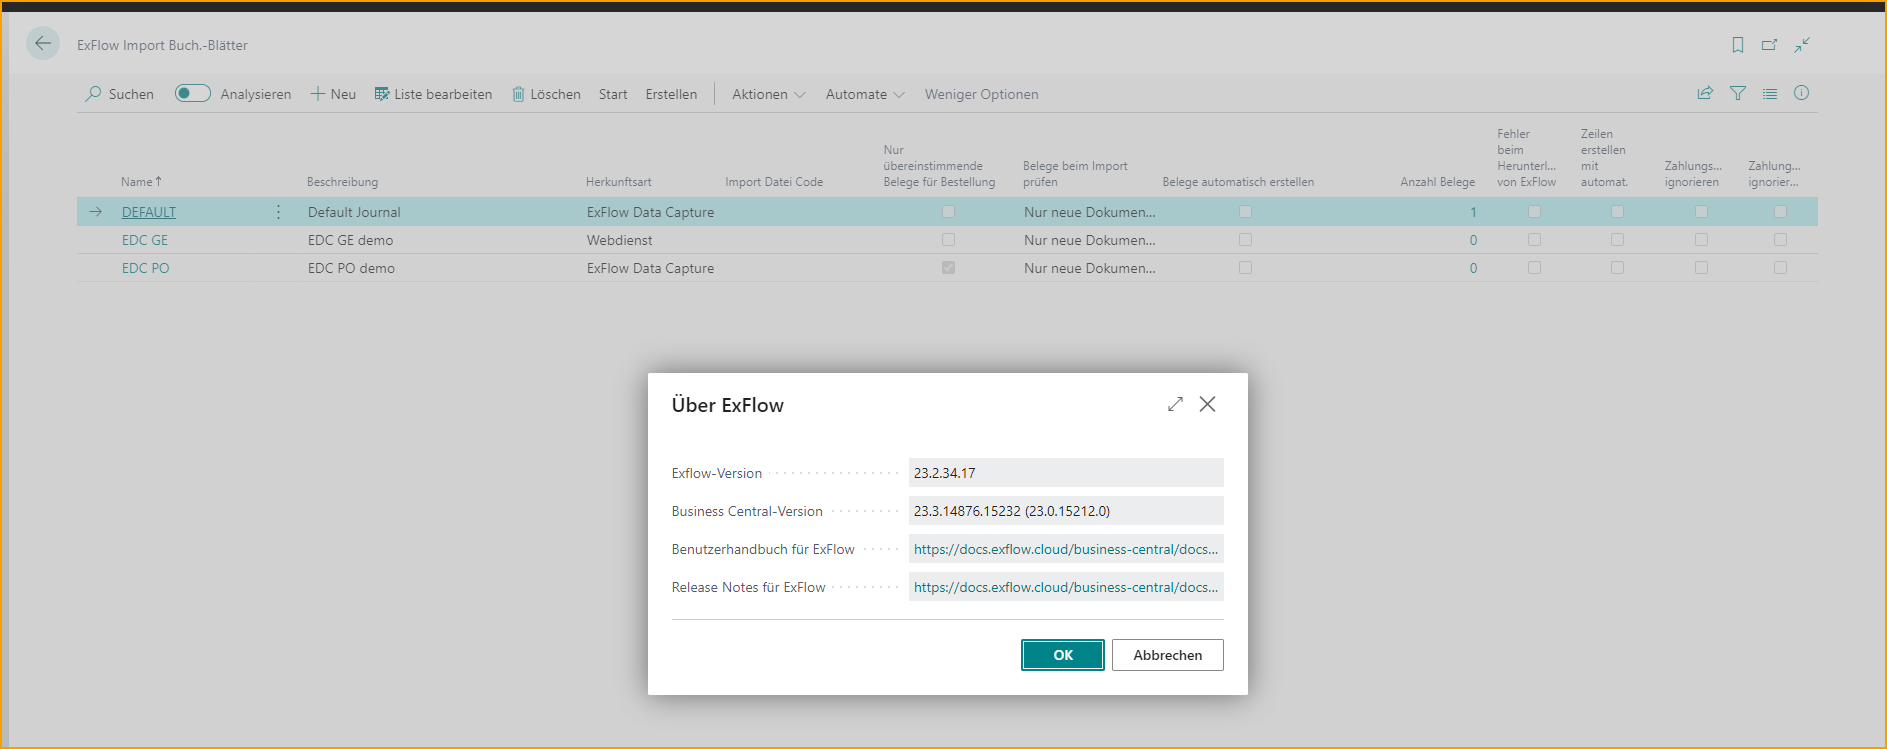 ExFlow Import Buch.-Blätter
Suchen Analysieren Neu Liste bearbeiten Löschen Start Erstellen Aktionen Automate Weniger Optionen
Name↑
Beschreibung
Herkunftsart
Import Datei Code
Nur
übereinstimmende
Belege für Bestellung
Belege beim Import
prüfen
Belege automatisch erstellen
Anzahl Belege
Fehler
beim
Herunterl...
von ExFlow
Zeilen
erstellen
mit
automat.
Zahlungs...
ignorieren
Zahlung...
ignorier...
DEFAULT Default Journal ExFlow Data Capture Nur neue Dokumen... 1
EDC GE EDC GE demo Webdienst Nur neue Dokumen... 0
EDC PO EDC PO demo ExFlow Data Capture Nur neue Dokumen... 0
Über ExFlow
Exflow-Version 23.2.34.17
Business Central-Version 23.3.14876.15232 (23.0.15212.0)
Benutzerhandbuch für ExFlow https://docs.exflow.cloud/business-central/docs...
Release Notes für ExFlow https://docs.exflow.cloud/business-central/docs...
OK Abbrechen